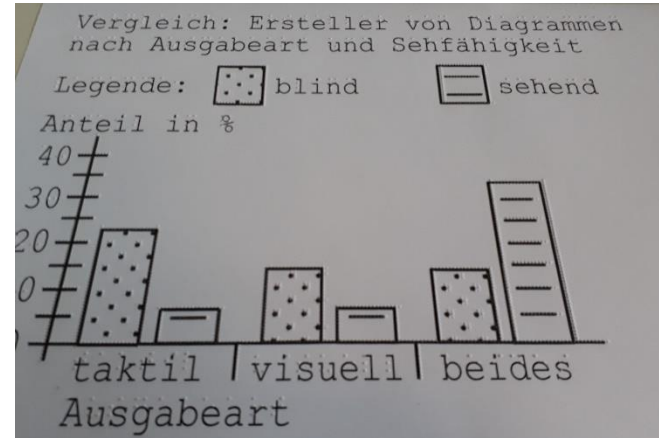 Vergleich: Ersteller von Diagrammen
nach Ausgabeart und Sehfähigkeit
Legende: blind sehend
Anteil in %
40
30
20
0
taktil visuell beides
Ausgabeart